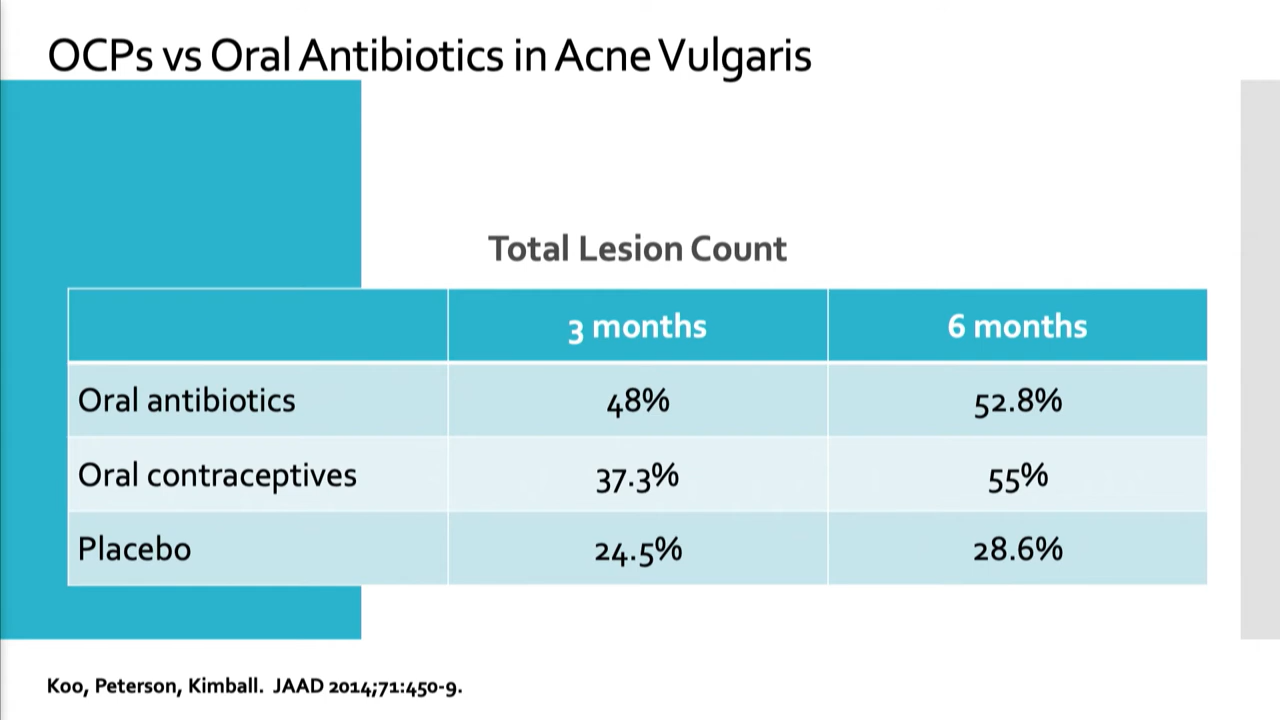 OCPs vs Oral Antibiotics in Acne Vulgaris
Total Lesion Count
3 months 6 months
Oral antibiotics 48% 52.8%
Oral contraceptives 37.3% 55%
Placebo 24.5% 28.6%
Koo, Peterson, Kimball. JAAD 2014;71:450-9.